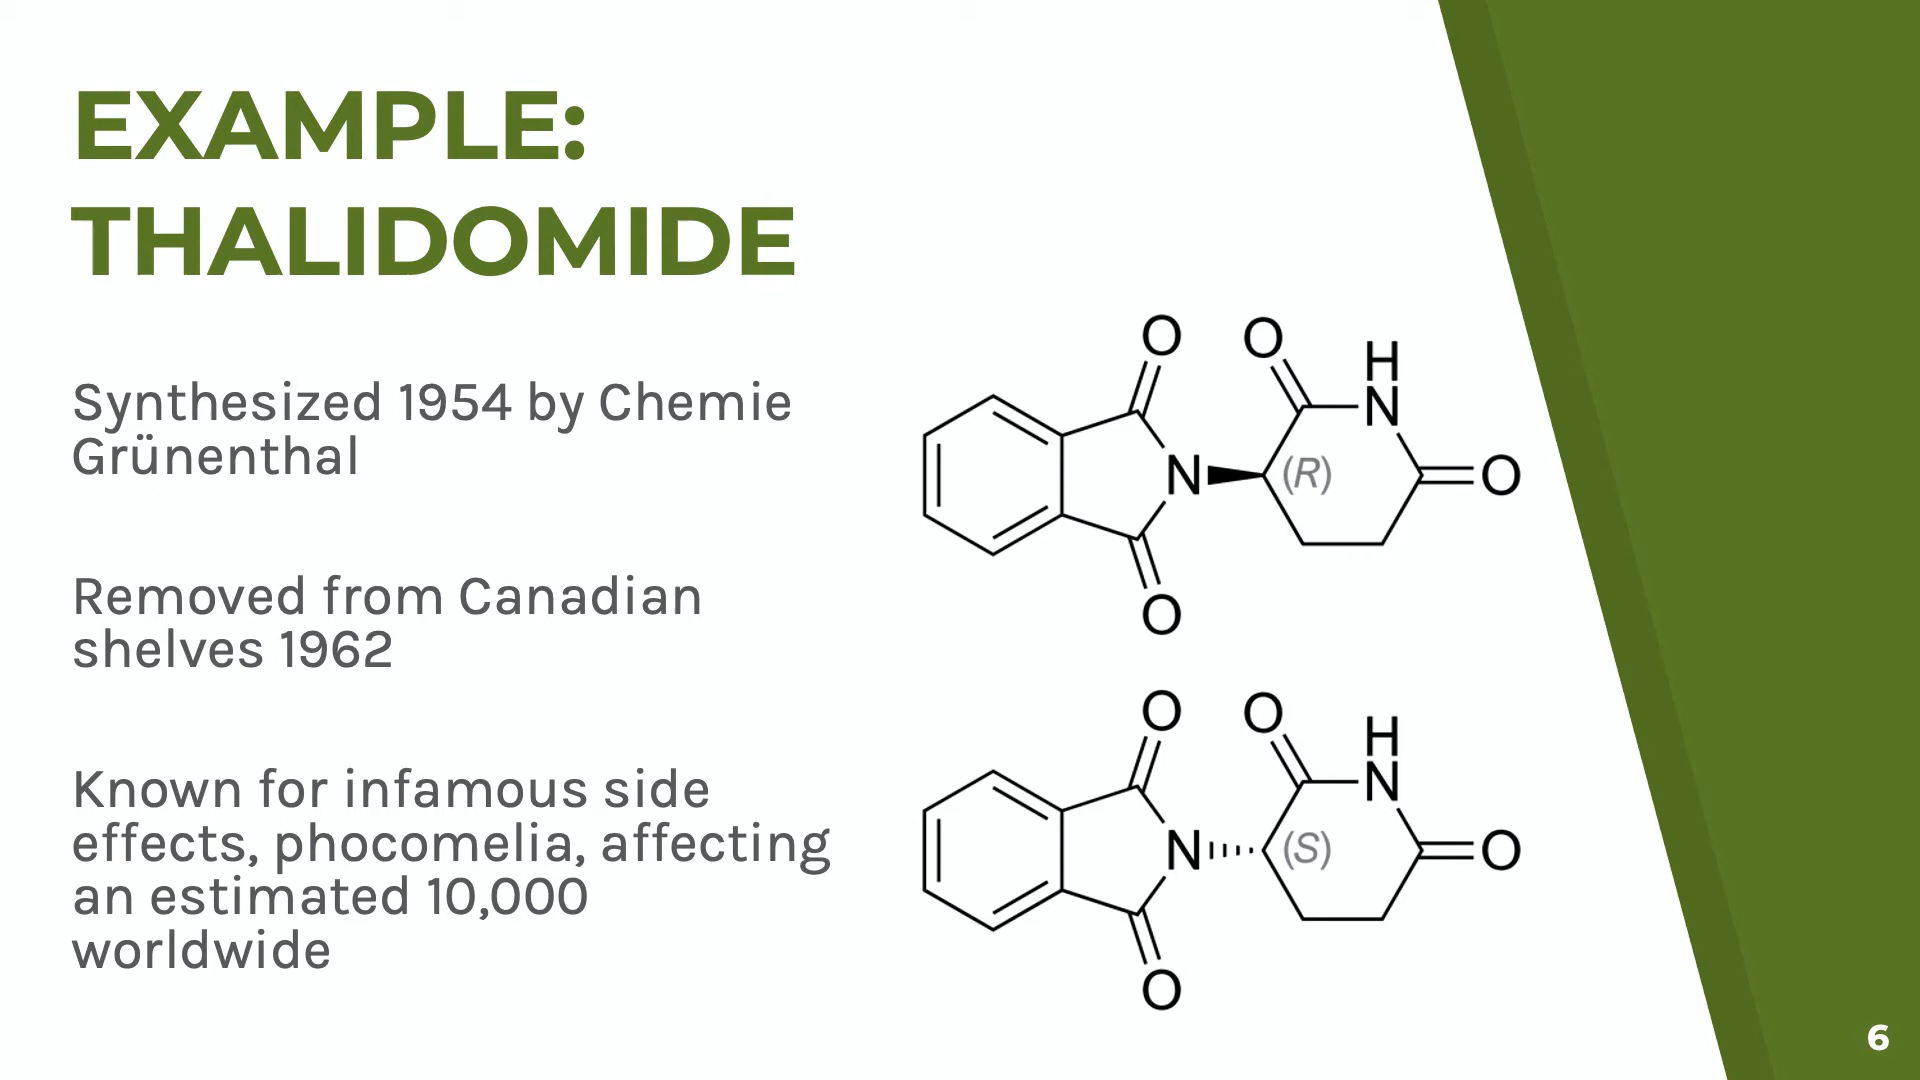 EXAMPLE:
THALIDOMIDE
Synthesized 1954 by Chemie
Grünenthal
Removed from Canadian
shelves 1962
Known for infamous side
effects, phocomelia, affecting
an estimated 10,000
worldwide
O
O
H
N
N
(R)
O
O
O
O
H
N
N
(S)
O
O
6